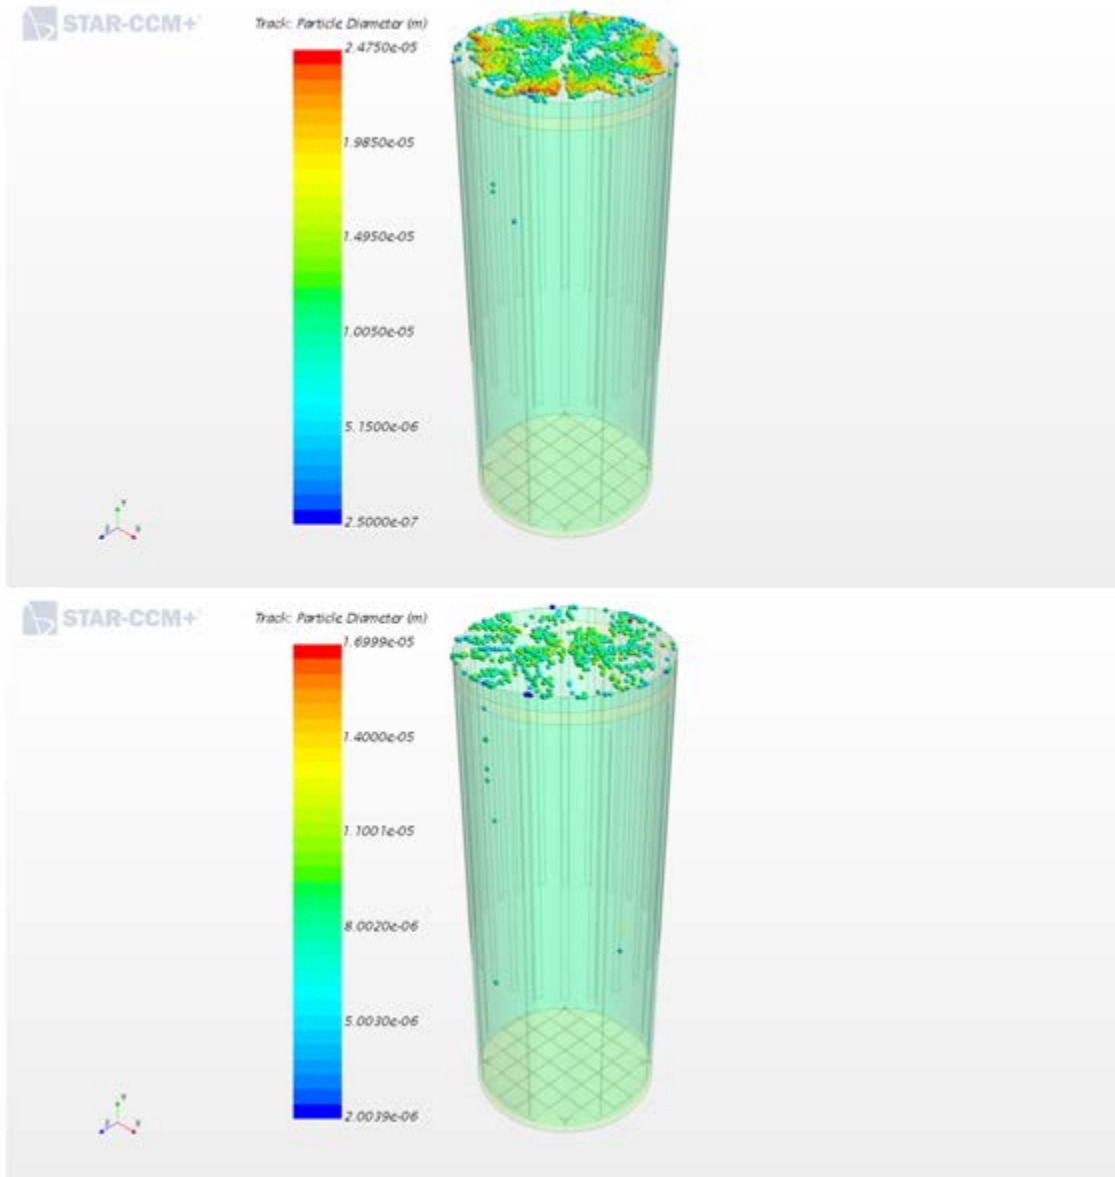 STAR-CCM+
Track: Particle Diameter (m)
2.4750e-05
1.9850e-05
1.4950e-05
1.0050e-05
5.1500e-06
2.5000e-07
STAR-CCM+
Track: Particle Diameter (m)
1.6999e-05
1.4000e-05
1.1001e-05
8.0020e-06
5.0030e-06
2.0039e-06